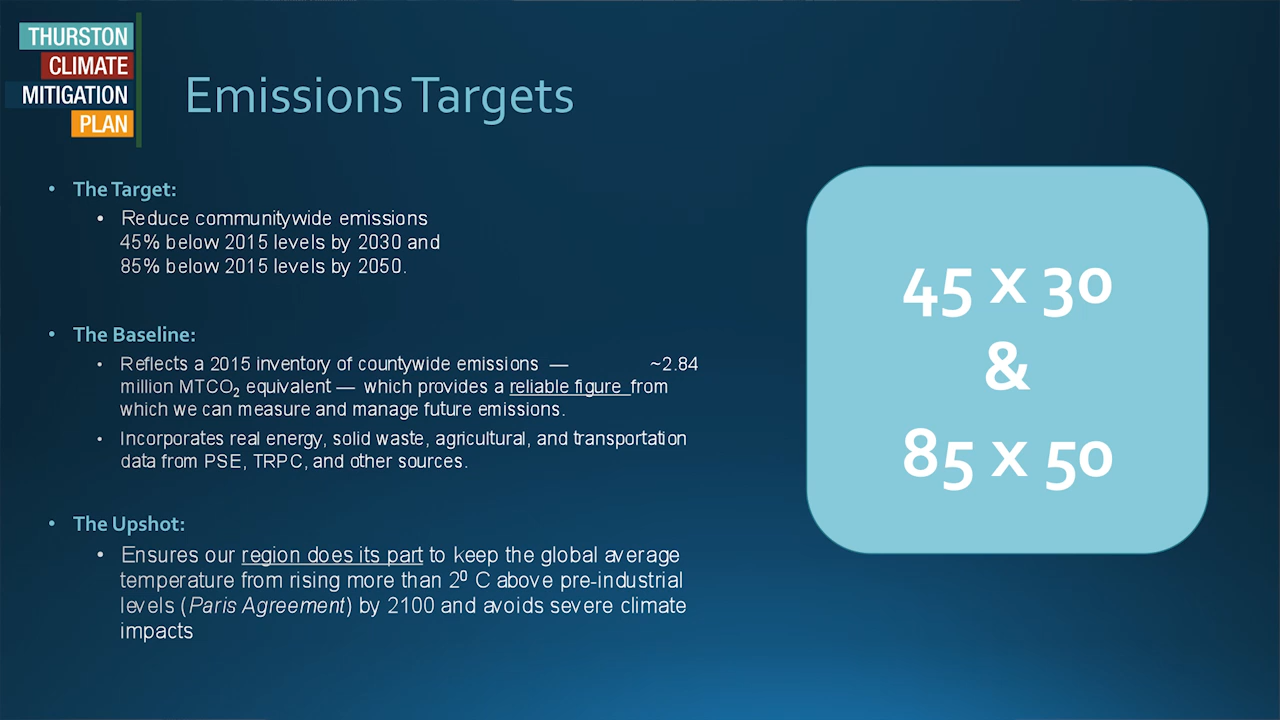 THURSTON
CLIMATE
MITIGATION
PLAN
Emissions Targets
• The Target:
• Reduce communitywide emissions
45% below 2015 levels by 2030 and
85% below 2015 levels by 2050.
• The Baseline:
• Reflects a 2015 inventory of countywide emissions — ~2.84
million MTCO₂ equivalent — which provides a reliable figure from
which we can measure and manage future emissions.
• Incorporates real energy, solid waste, agricultural, and transportation
data from PSE, TRPC, and other sources.
• The Upshot:
• Ensures our region does its part to keep the global average
temperature from rising more than 2⁰ C above pre-industrial
levels (Paris Agreement) by 2100 and avoids severe climate
impacts
45 x 30
&
85 x 50